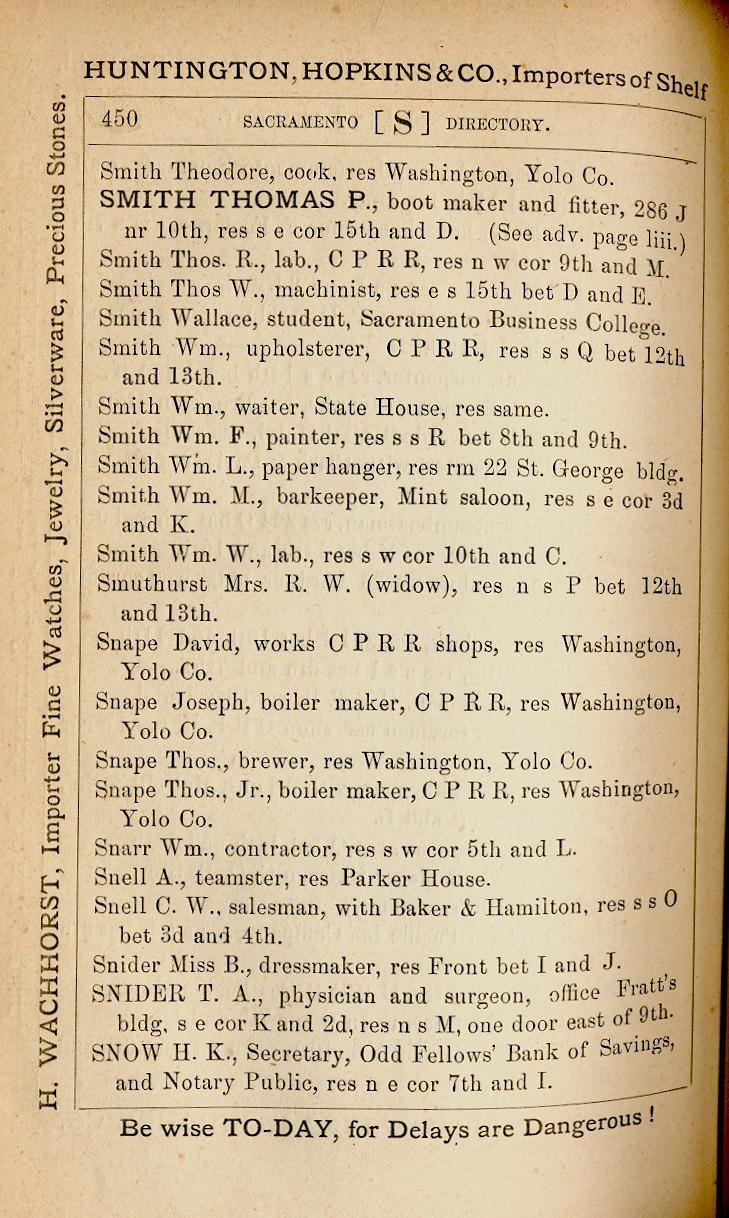 HUNTINGTON, HOPKINS & CO., Importers of Shelf
450 SACRAMENTO [S] DIRECTORY.
Smith Theodore, cook, res Washington, Yolo Co.
SMITH THOMAS P., boot maker and fitter, 286 J
nr 10th, res s e cor 15th and D. (See adv. page liii.)
Smith Thos. R., lab., C P R R, res n w cor 9th and M.
Smith Thos W., machinist, res e s 15th bet D and E.
Smith Wallace, student, Sacramento Business College.
Smith Wm., upholsterer, C P R R, res s s Q bet 12th
and 13th.
Smith Wm., waiter, State House, res same.
Smith Wm. F., painter, res s s R bet 8th and 9th.
Smith Wm. L., paper hanger, res rm 22 St. George bldg.
Smith Wm. M., barkeeper, Mint saloon, res s e cor 3d
and K.
Smith Wm. W., lab., res s w cor 10th and C.
Smuthurst Mrs. R. W. (widow), res n s P bet 12th
and 13th.
Snape David, works C P R R shops, res Washington,
Yolo Co.
Snape Joseph, boiler maker, C P R R, res Washington,
Yolo Co.
Snape Thos., brewer, res Washington, Yolo Co.
Snape Thos., Jr., boiler maker, C P R R, res Washington,
Yolo Co.
Snarr Wm., contractor, res s w cor 5th and L.
Snell A., teamster, res Parker House.
Snell C. W., salesman, with Baker & Hamilton, res s s O
bet 3d and 4th.
Snider Miss B., dressmaker, res Front bet I and J.
SNIDER T. A., physician and surgeon, office Fratt's
bldg, s e cor K and 2d, res n s M, one door east of 9th.
SNOW H. K., Secretary, Odd Fellows' Bank of Savings,
and Notary Public, res n e cor 7th and I.
Be wise TO-DAY, for Delays are Dangerous!
H. WACHHORST, Importer Fine Watches, Jewelry, Silverware, Precious Stones.